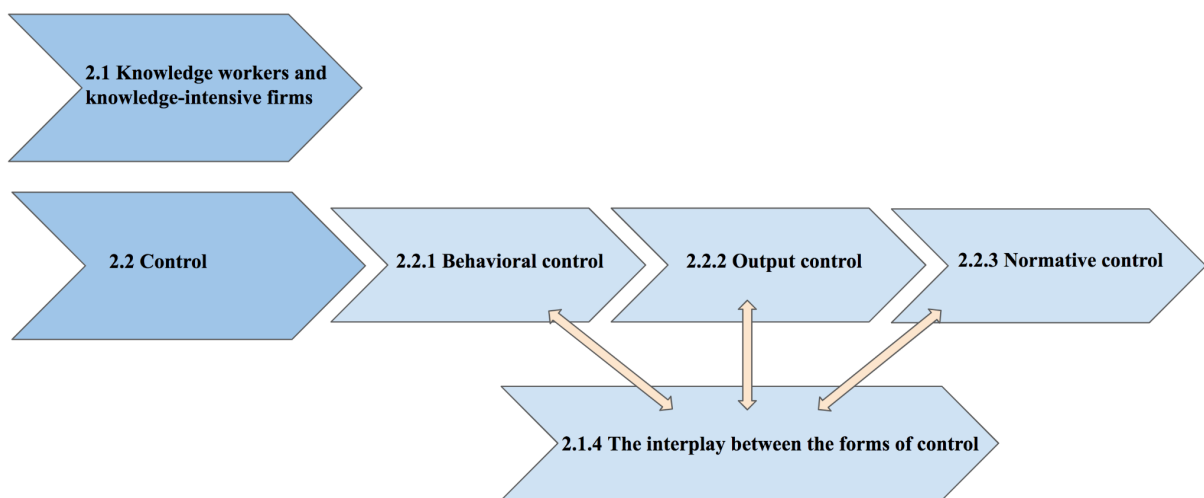 2.1 Knowledge workers and
knowledge-intensive firms
2.2 Control
2.2.1 Behavioral control
2.2.2 Output control
2.2.3 Normative control
2.1.4 The interplay between the forms of control